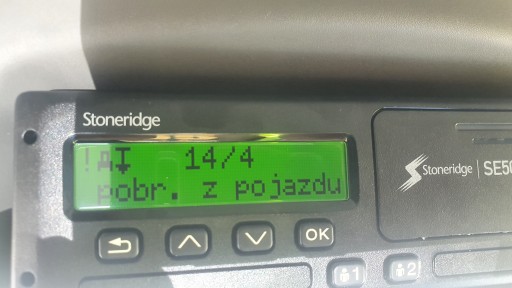 Stoneridge
! 14/4
pobr. z pojazdu
Stoneridge | SE50
OK
1 2